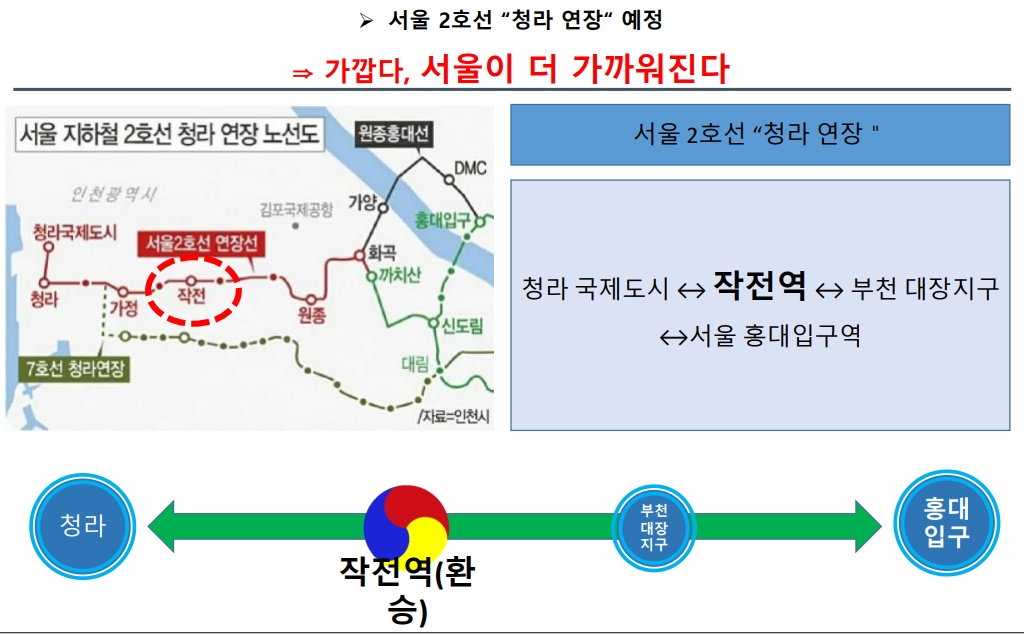 ➢ 서울 2호선 “청라 연장“ 예정
⇒ 가깝다, 서울이 더 가까워진다
서울 지하철 2호선 청라 연장 노선도
원종홍대선
DMC
인천광역시
가양
김포국제공항
홍대입구
청라국제도시
서울2호선 연장선
화곡
까치산
청라
가정
작전
원종
신도림
7호선 청라연장
대림
/자료=인천시
서울 2호선 “청라 연장 "
청라 국제도시 ↔ 작전역 ↔ 부천 대장지구
↔서울 홍대입구역
청라
작전역(환
승)
부천
대장
지구
홍대
입구